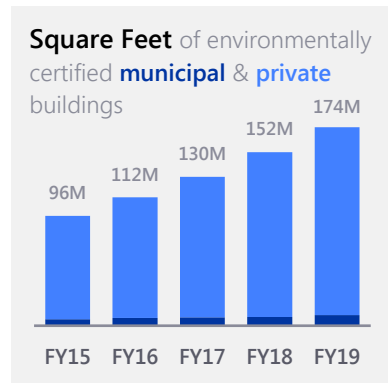 Square Feet of environmentally
certified municipal & private
buildings
174M
152M
130M
112M
96M
FY15 FY16 FY17 FY18 FY19